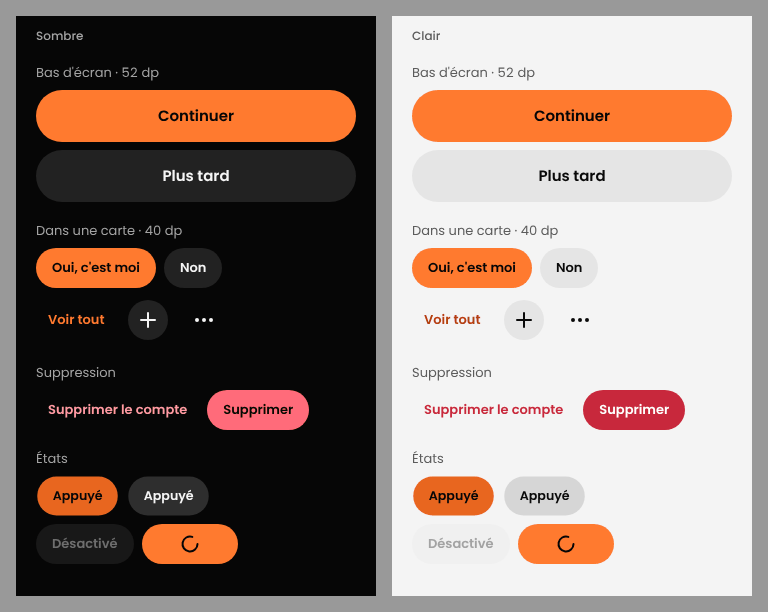 Sombre
Bas d'écran · 52 dp
Continuer
Plus tard
Dans une carte · 40 dp
Oui, c'est moi
Non
Voir tout
Suppression
Supprimer le compte
Supprimer
États
Appuyé
Appuyé
Désactivé
Clair
Bas d'écran · 52 dp
Continuer
Plus tard
Dans une carte · 40 dp
Oui, c'est moi
Non
Voir tout
Suppression
Supprimer le compte
Supprimer
États
Appuyé
Appuyé
Désactivé